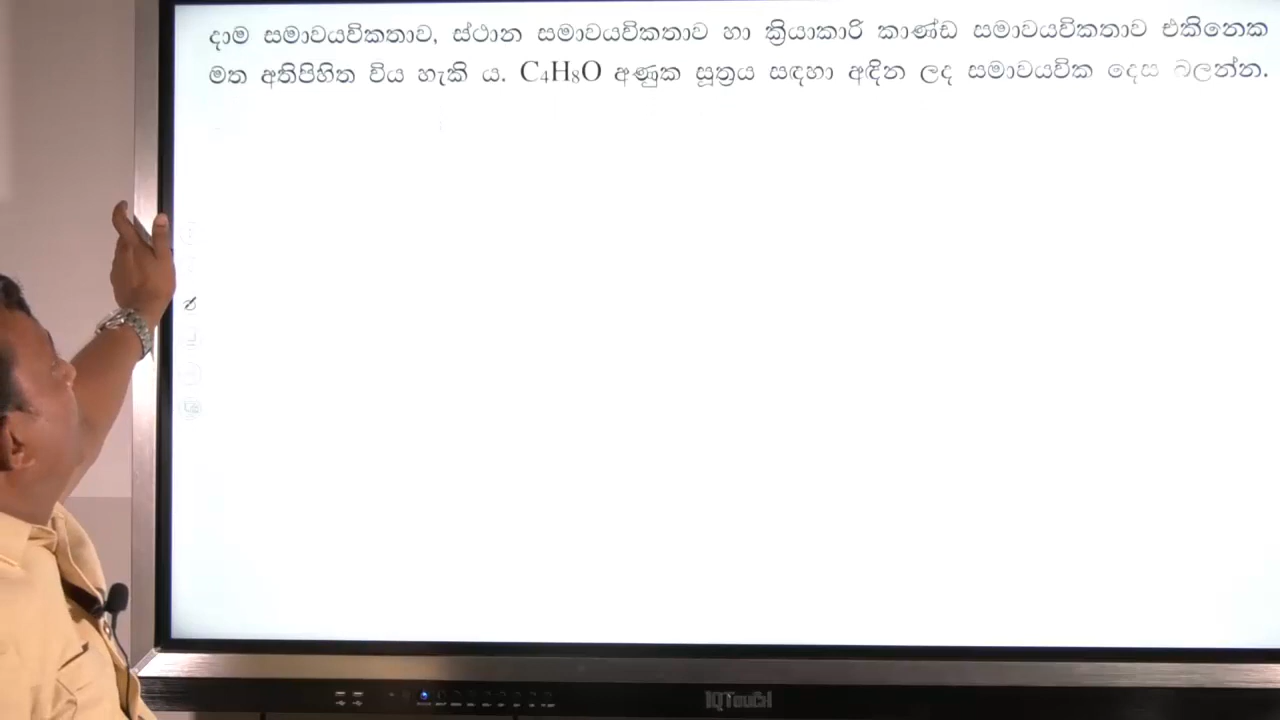 දාම සමාවයවිකතාව, ස්ථාන සමාවයවිකතාව හා ක්‍රියාකාරි කාණ්ඩ සමාවයවිකතාව එකිනෙක
මත අතිපිහිත විය හැකි ය. C₄H₈O අණුක සූත්‍රය සඳහා අඳින ලද සමාවයවික දෙස බලන්න.
IQTouch